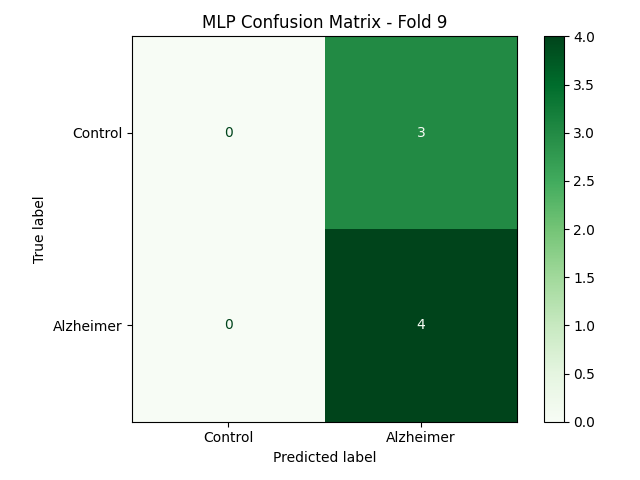 MLP Confusion Matrix - Fold 9
True label
Control
Alzheimer
0
3
0
4
Control
Alzheimer
Predicted label
4.0
3.5
3.0
2.5
2.0
1.5
1.0
0.5
0.0